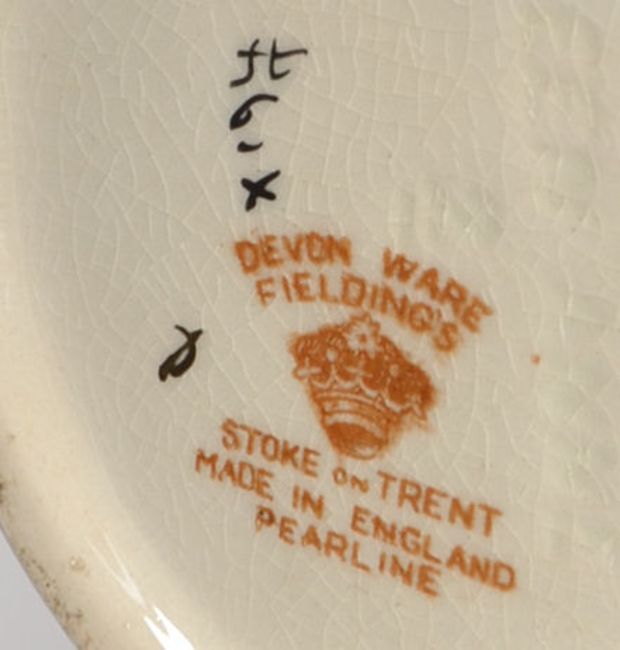 DEVON WARE
FIELDING'S
STOKE ON TRENT
MADE IN ENGLAND
PEARLINE